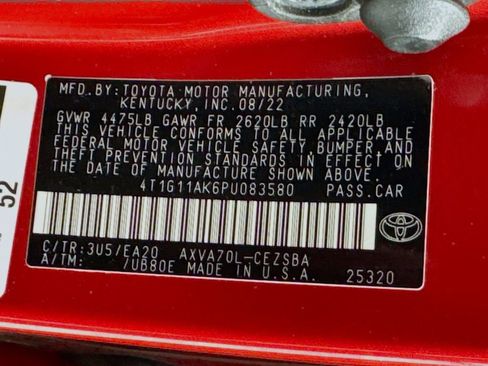 MFD.BY:TOYOTA MOTOR MANUFACTURING,
KENTUCKY,INC.08/22
GVWR 4475LB GAWR FR 2620LB RR 2420LB
THIS VEHICLE CONFORMS TO ALL APPLICABLE
FEDERAL MOTOR VEHICLE SAFETY,BUMPER,AND
THEFT PREVENTION STANDARDS IN EFFECT ON
THE DATE OF MANUFACTURE SHOWN ABOVE.
4T1G11AK6PU083580 PASS.CAR
C/TR:3U5/EA20 AXVA70L-CEZSBA
A/TM: 7UB80E MADE IN U.S.A. 25320
52